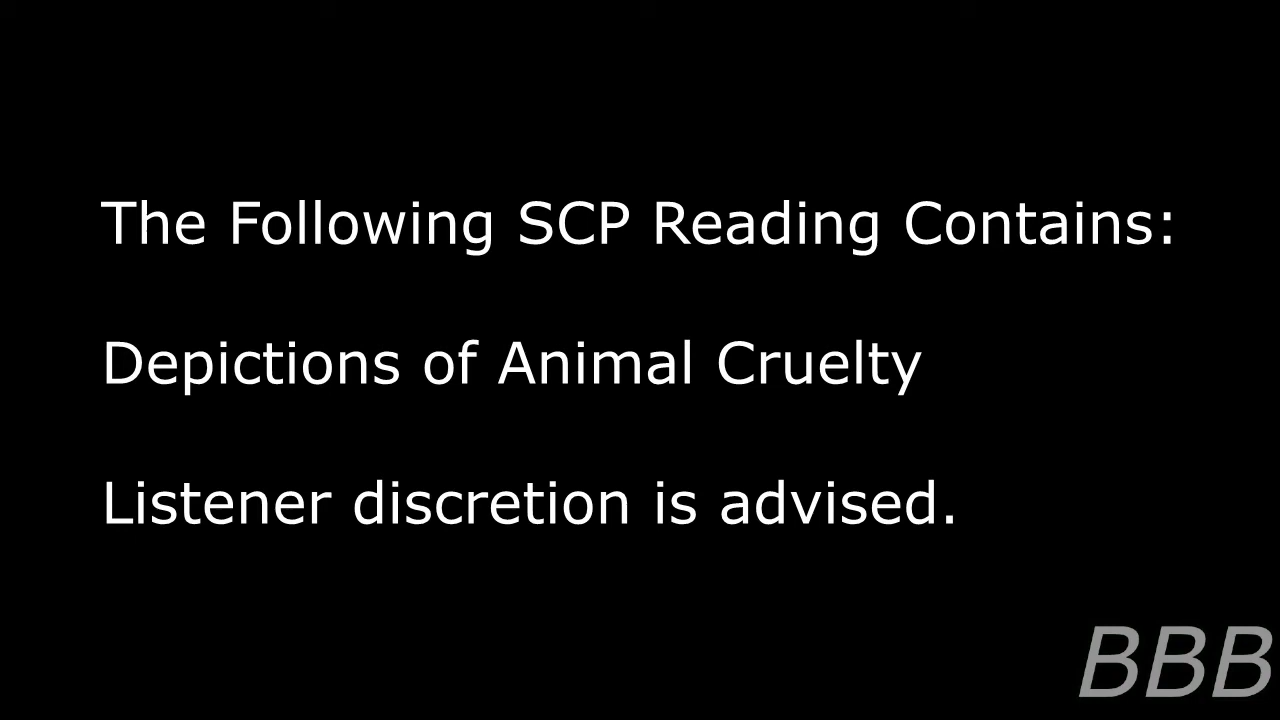 The Following SCP Reading Contains:
Depictions of Animal Cruelty
Listener discretion is advised.
BBB